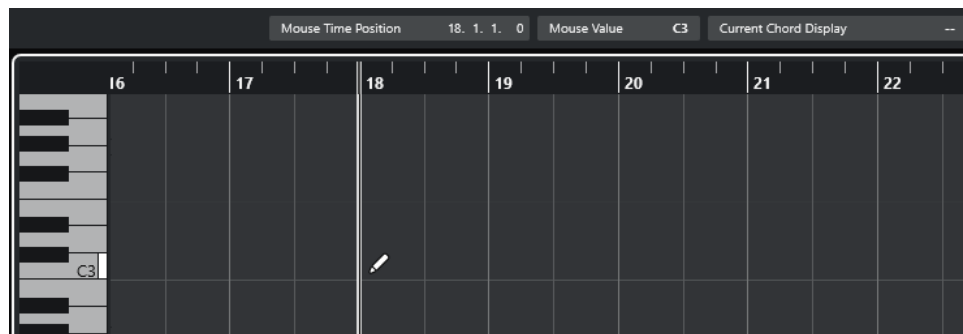 Mouse Time Position 18. 1. 1. 0 Mouse Value C3 Current Chord Display --
16 17 18 19 20 21 22
C3